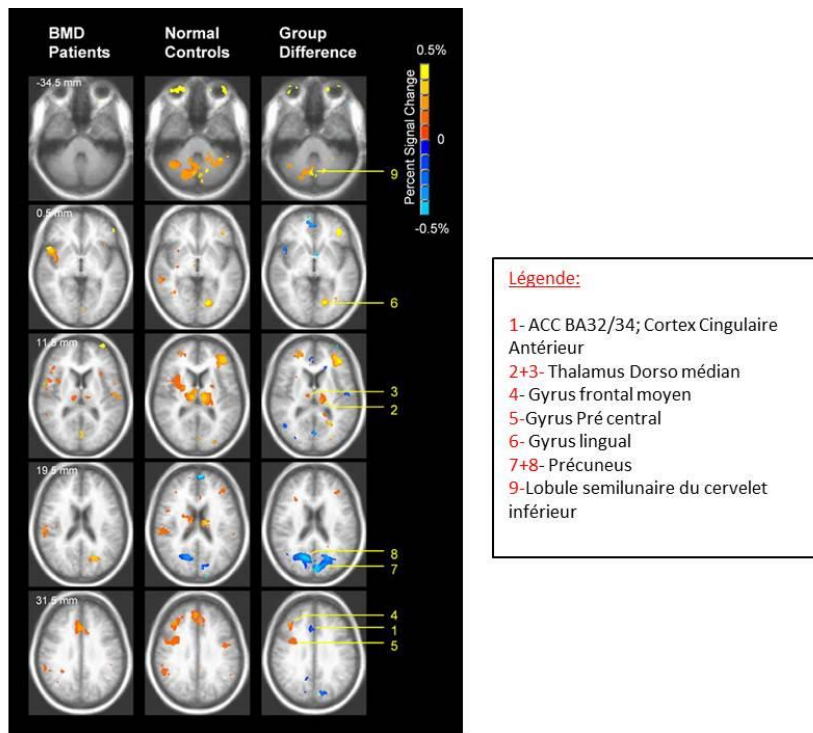 BMD
Patients
Normal
Controls
Group
Difference
0.5%
Percent Signal Change
0
-0.5%
-34.5 mm
9
0.5 mm
6
11.5 mm
3
2
19.5 mm
8
7
31.5 mm
4
1
5
Légende:
1- ACC BA32/34; Cortex Cingulaire
Antérieur
2+3- Thalamus Dorso médian
4- Gyrus frontal moyen
5-Gyrus Pré central
6- Gyrus lingual
7+8- Précuneus
9-Lobule semilunaire du cervelet
inférieur